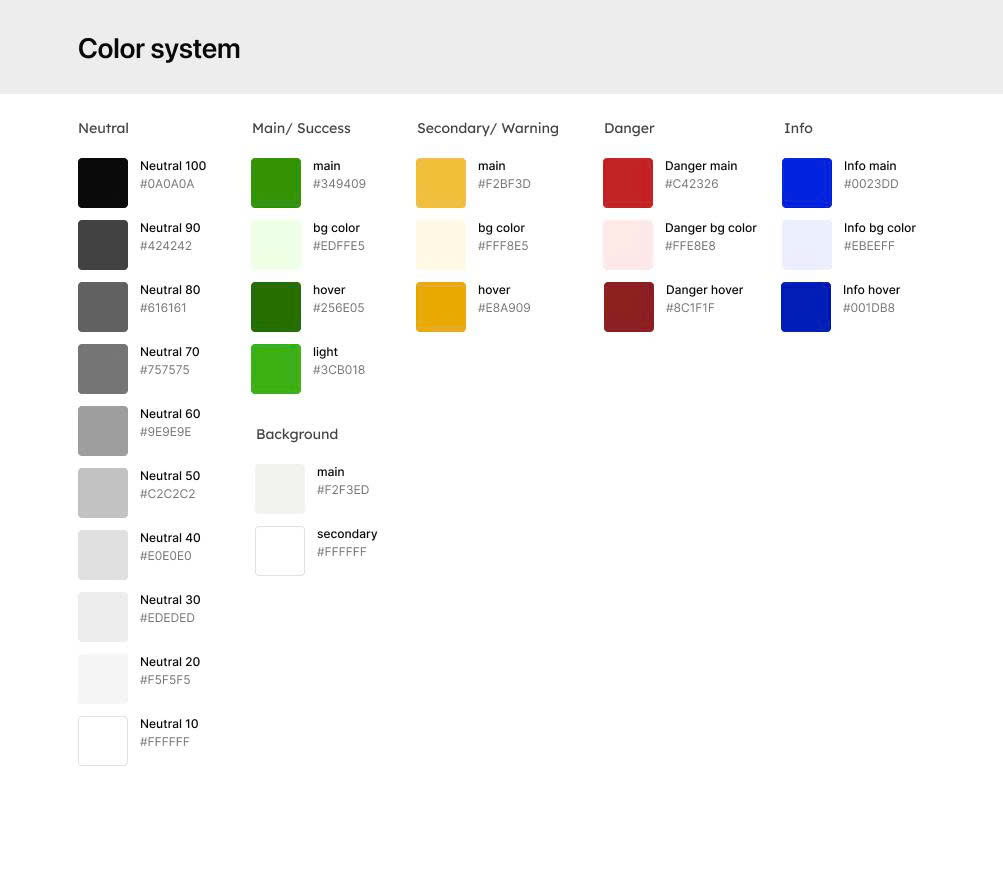 Color system
Neutral
Neutral 100
#0A0A0A
Neutral 90
#424242
Neutral 80
#616161
Neutral 70
#757575
Neutral 60
#9E9E9E
Neutral 50
#C2C2C2
Neutral 40
#E0E0E0
Neutral 30
#EDEDED
Neutral 20
#F5F5F5
Neutral 10
#FFFFFF
Main/ Success
main
#349409
bg color
#EDFFE5
hover
#256E05
light
#3CB018
Background
main
#F2F3ED
secondary
#FFFFFF
Secondary/ Warning
main
#F2BF3D
bg color
#FFF8E5
hover
#E8A909
Danger
Danger main
#C42326
Danger bg color
#FFE8E8
Danger hover
#8C1F1F
Info
Info main
#0023DD
Info bg color
#EBEEFF
Info hover
#001DB8